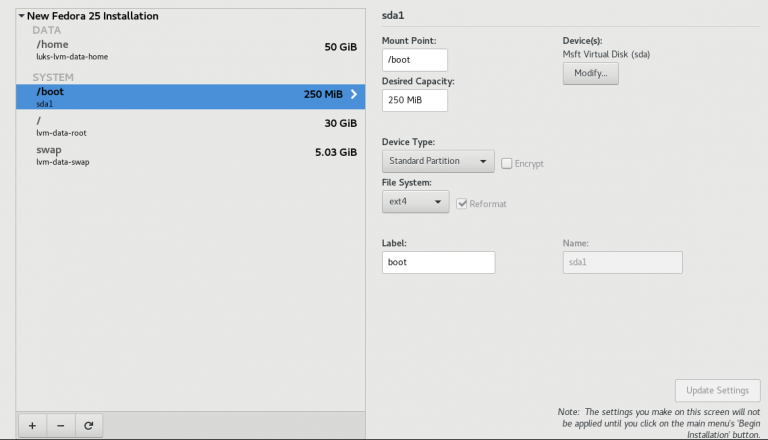 New Fedora 25 Installation
DATA
/home
50 GiB
luks-lvm-data-home
SYSTEM
/boot
250 MiB
sda1
/
30 GiB
lvm-data-root
swap
5.03 GiB
lvm-data-swap
sda1
Mount Point:
/boot
Desired Capacity:
250 MiB
Device(s):
Msft Virtual Disk (sda)
Modify...
Device Type:
Standard Partition
Encrypt
File System:
ext4
Reformat
Label:
boot
Name:
sda1
Update Settings
Note: The settings you make on this screen will not
be applied until you click on the main menu's 'Begin
Installation' button.